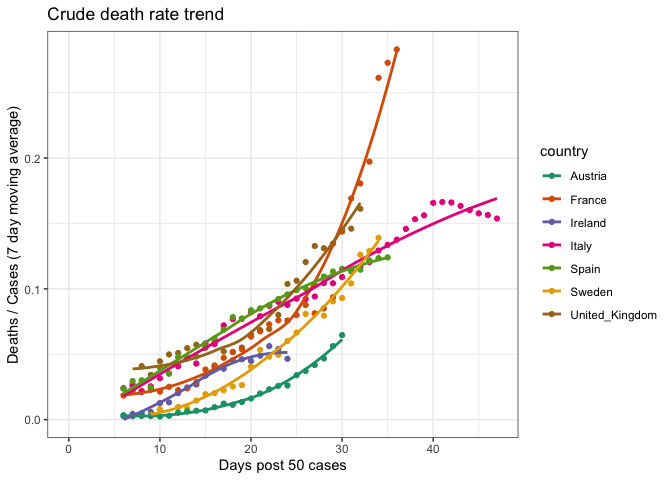 Crude death rate trend
Deaths / Cases (7 day moving average)
0.2
0.1
0.0
0
10
20
30
40
Days post 50 cases
country
Austria
France
Ireland
Italy
Spain
Sweden
United_Kingdom